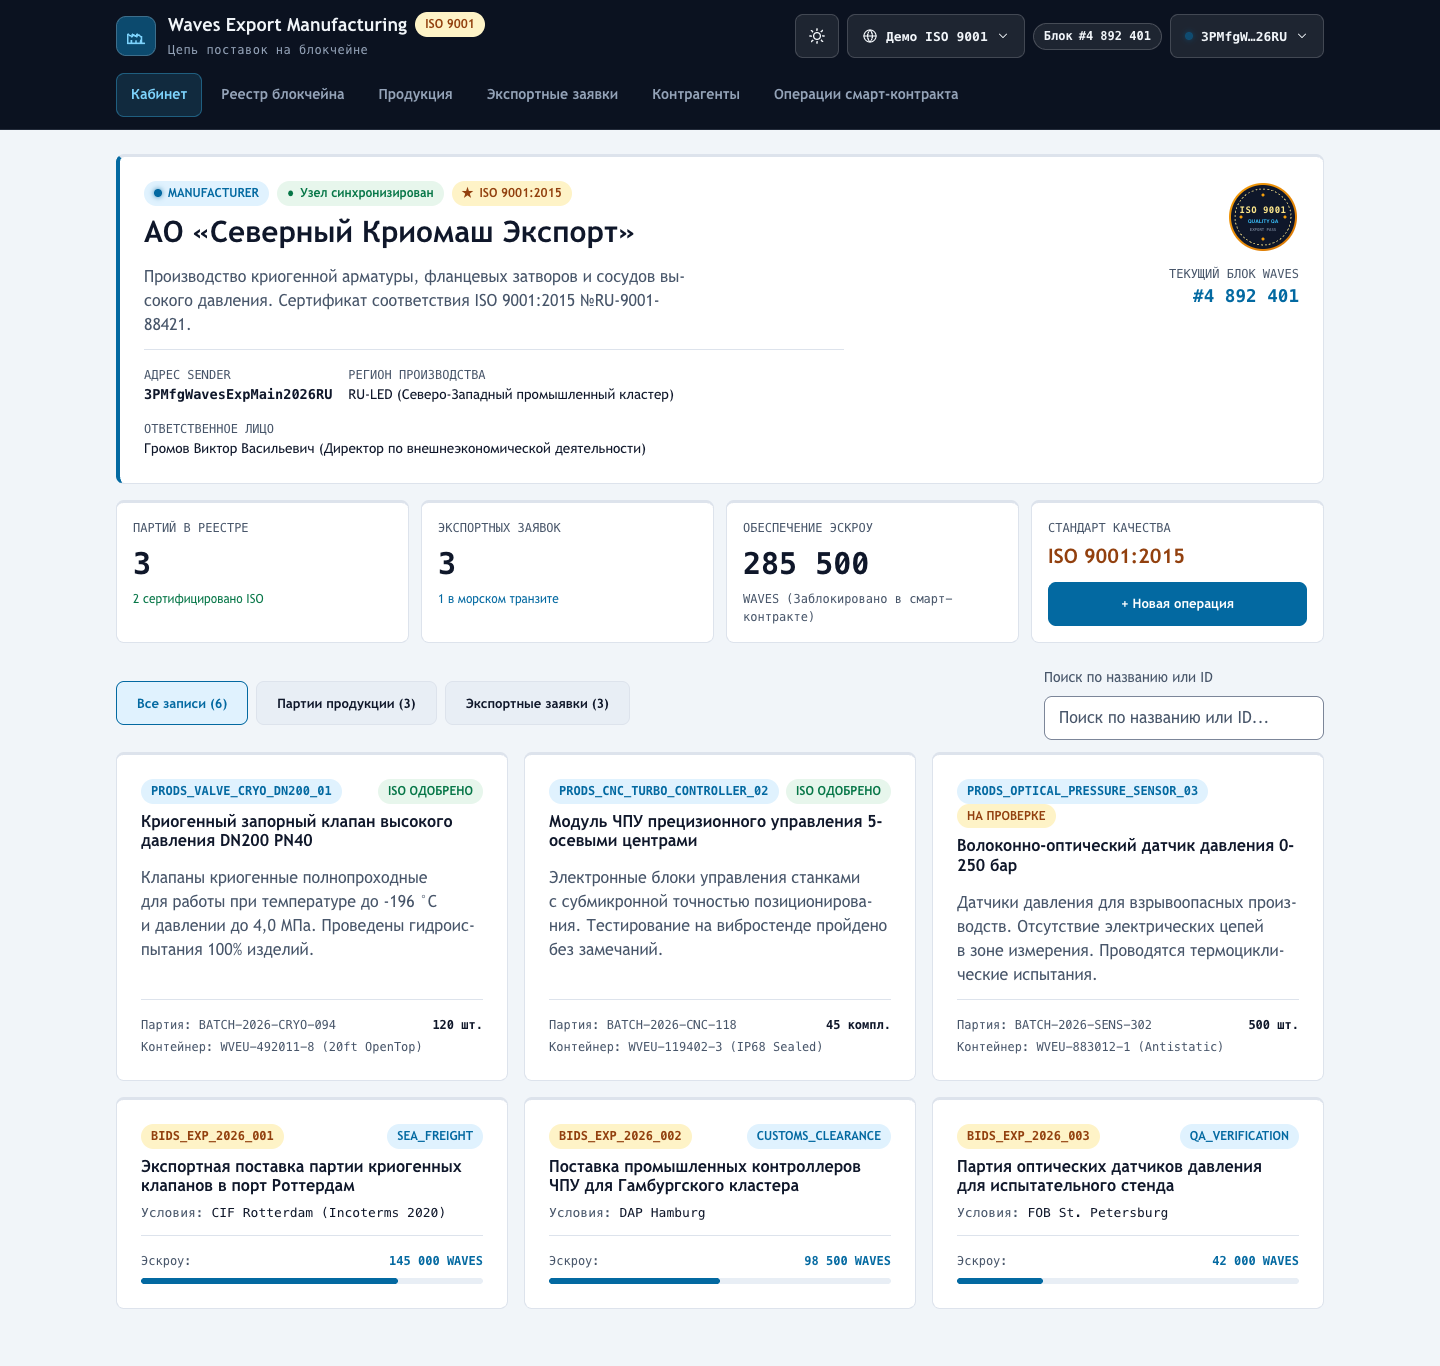 Waves Export Manufacturing ISO 9001
Цепь поставок на блокчейне
Демо ISO 9001
Блок #4 892 401
3PMfgW…26RU
Кабинет
Реестр блокчейна
Продукция
Экспортные заявки
Контрагенты
Операции смарт-контракта
MANUFACTURER
● Узел синхронизирован
★ ISO 9001:2015
АО «Северный Криомаш Экспорт»
Производство криогенной арматуры, фланцевых затворов и сосудов вы-
сокого давления. Сертификат соответствия ISO 9001:2015 №RU-9001-
88421.
АДРЕС SENDER
3PMfgWavesExpMain2026RU
РЕГИОН ПРОИЗВОДСТВА
RU-LED (Северо-Западный промышленный кластер)
ОТВЕТСТВЕННОЕ ЛИЦО
Громов Виктор Васильевич (Директор по внешнеэкономической деятельности)
ISO 9001
QUALITY QA
EXPORT PASS
ТЕКУЩИЙ БЛОК WAVES
#4 892 401
ПАРТИЙ В РЕЕСТРЕ
3
2 сертифицировано ISO
ЭКСПОРТНЫХ ЗАЯВОК
3
1 в морском транзите
ОБЕСПЕЧЕНИЕ ЭСКРОУ
285 500
WAVES (Заблокировано в смарт-
контракте)
СТАНДАРТ КАЧЕСТВА
ISO 9001:2015
+ Новая операция
Все записи (6)
Партии продукции (3)
Экспортные заявки (3)
Поиск по названию или ID
Поиск по названию или ID...
PRODS_VALVE_CRYO_DN200_01
ISO ОДОБРЕНО
Криогенный запорный клапан высокого
давления DN200 PN40
Клапаны криогенные полнопроходные
для работы при температуре до -196 °C
и давлении до 4,0 МПа. Проведены гидроис-
пытания 100% изделий.
Партия: BATCH-2026-CRYO-094
120 шт.
Контейнер: WVEU-492011-8 (20ft OpenTop)
PRODS_CNC_TURBO_CONTROLLER_02
ISO ОДОБРЕНО
Модуль ЧПУ прецизионного управления 5-
осевыми центрами
Электронные блоки управления станками
с субмикронной точностью позиционирова-
ния. Тестирование на вибростенде пройдено
без замечаний.
Партия: BATCH-2026-CNC-118
45 компл.
Контейнер: WVEU-119402-3 (IP68 Sealed)
PRODS_OPTICAL_PRESSURE_SENSOR_03
НА ПРОВЕРКЕ
Волоконно-оптический датчик давления 0-
250 бар
Датчики давления для взрывоопасных произ-
водств. Отсутствие электрических цепей
в зоне измерения. Проводятся термоцикли-
ческие испытания.
Партия: BATCH-2026-SENS-302
500 шт.
Контейнер: WVEU-883012-1 (Antistatic)
BIDS_EXP_2026_001
SEA_FREIGHT
Экспортная поставка партии криогенных
клапанов в порт Роттердам
Условия: CIF Rotterdam (Incoterms 2020)
Эскроу:
145 000 WAVES
BIDS_EXP_2026_002
CUSTOMS_CLEARANCE
Поставка промышленных контроллеров
ЧПУ для Гамбургского кластера
Условия: DAP Hamburg
Эскроу:
98 500 WAVES
BIDS_EXP_2026_003
QA_VERIFICATION
Партия оптических датчиков давления
для испытательного стенда
Условия: FOB St. Petersburg
Эскроу:
42 000 WAVES